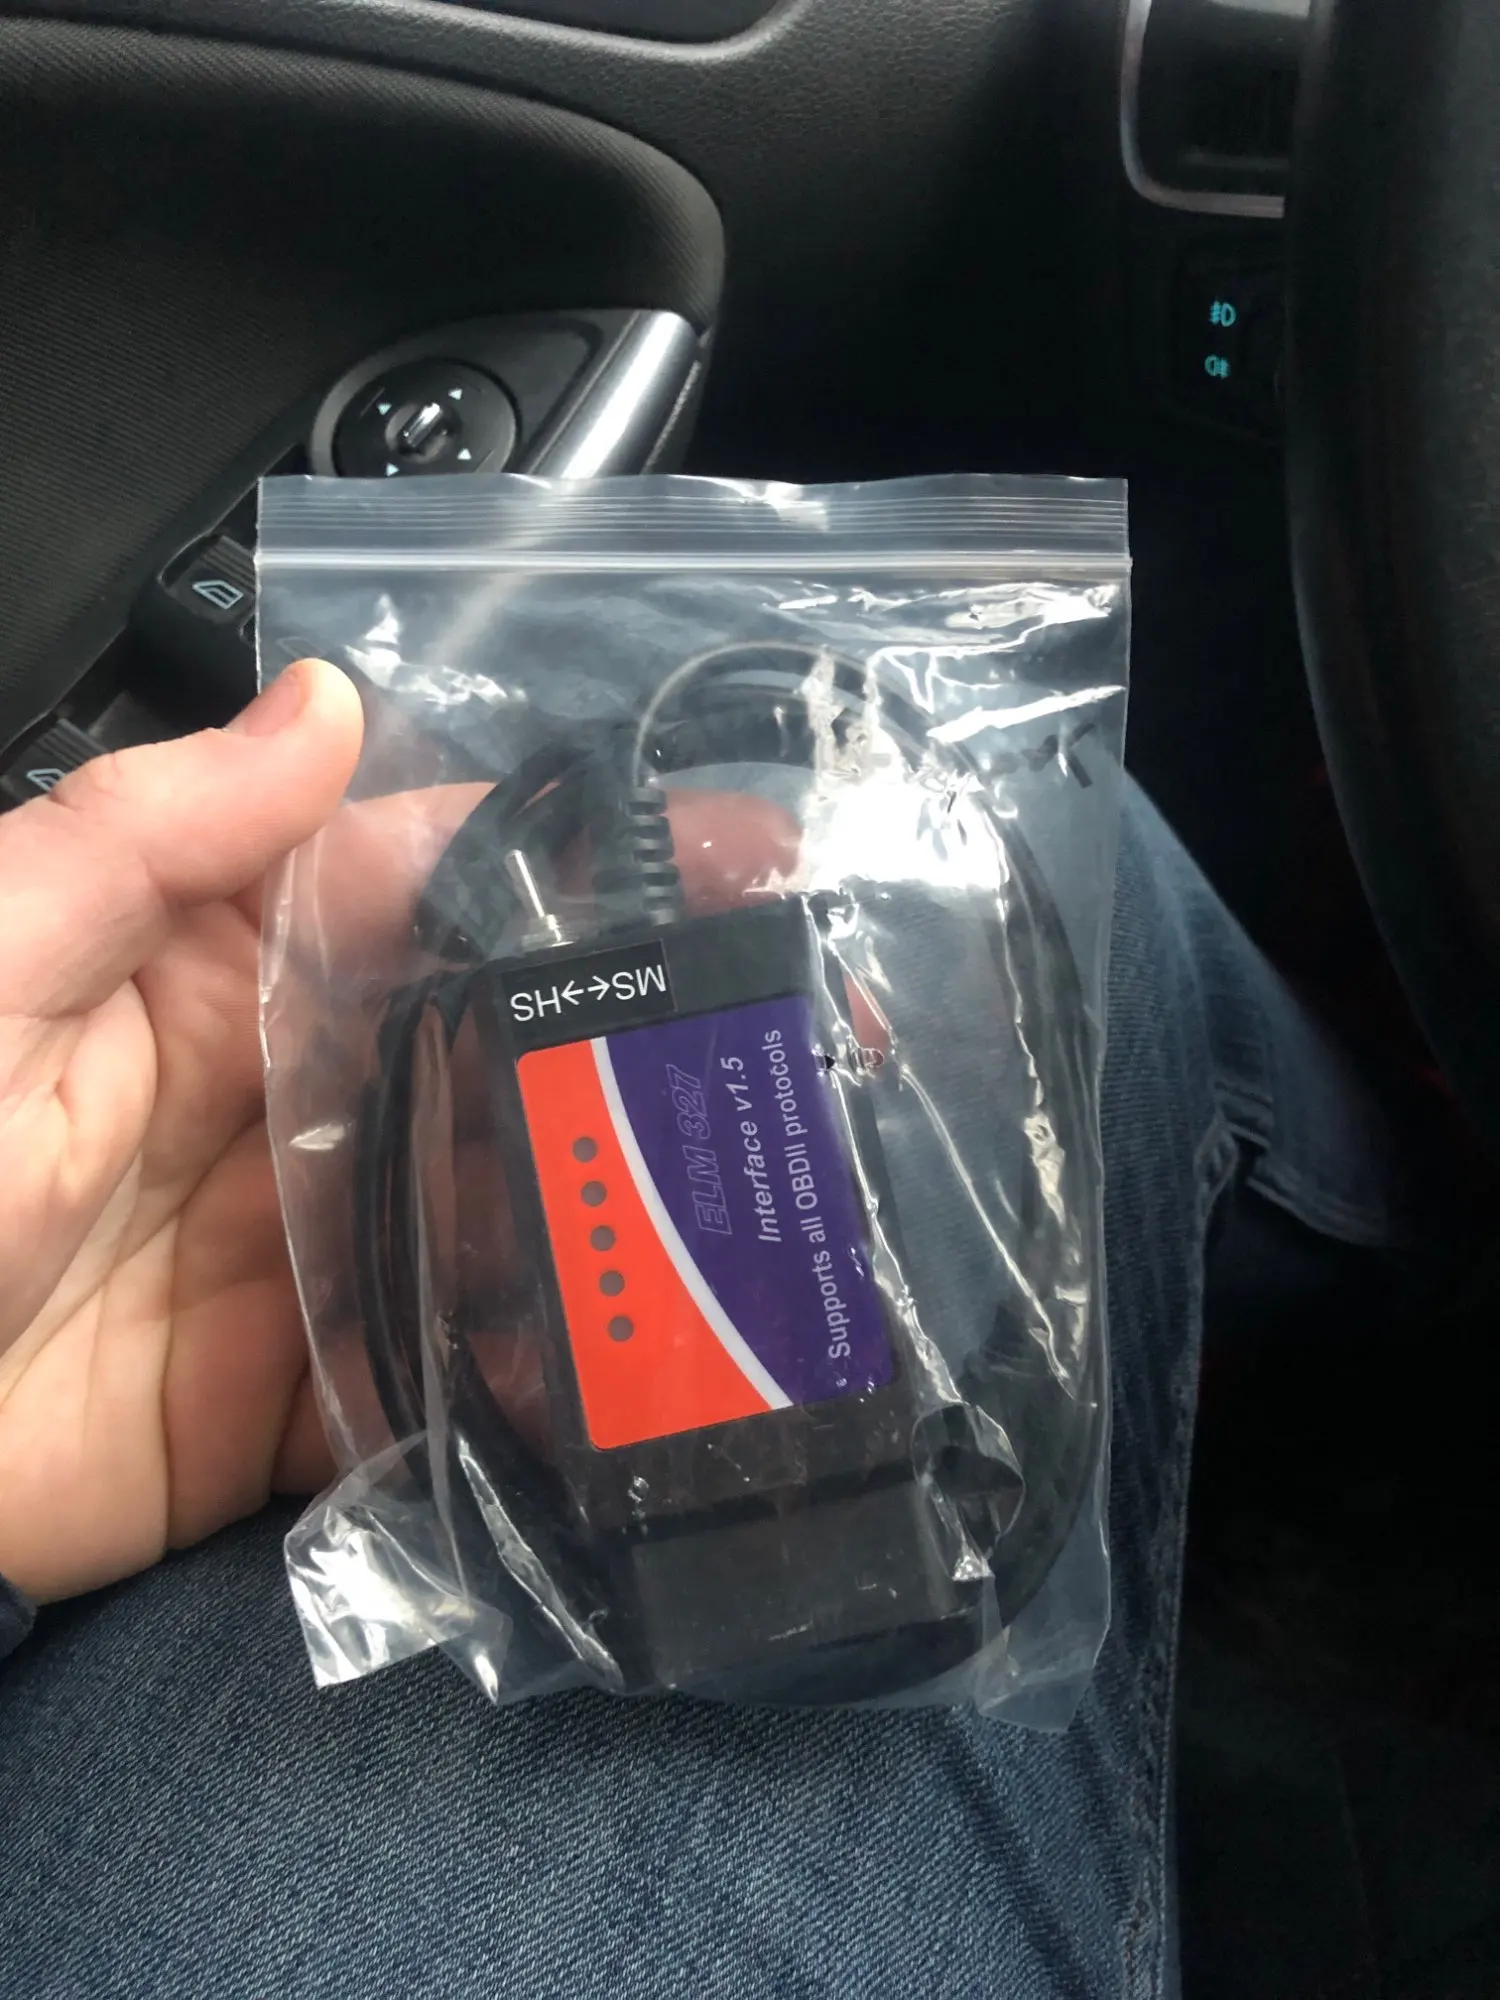 MS<->HS
ELM 327
Interface v1.5
Supports all OBDII protocols